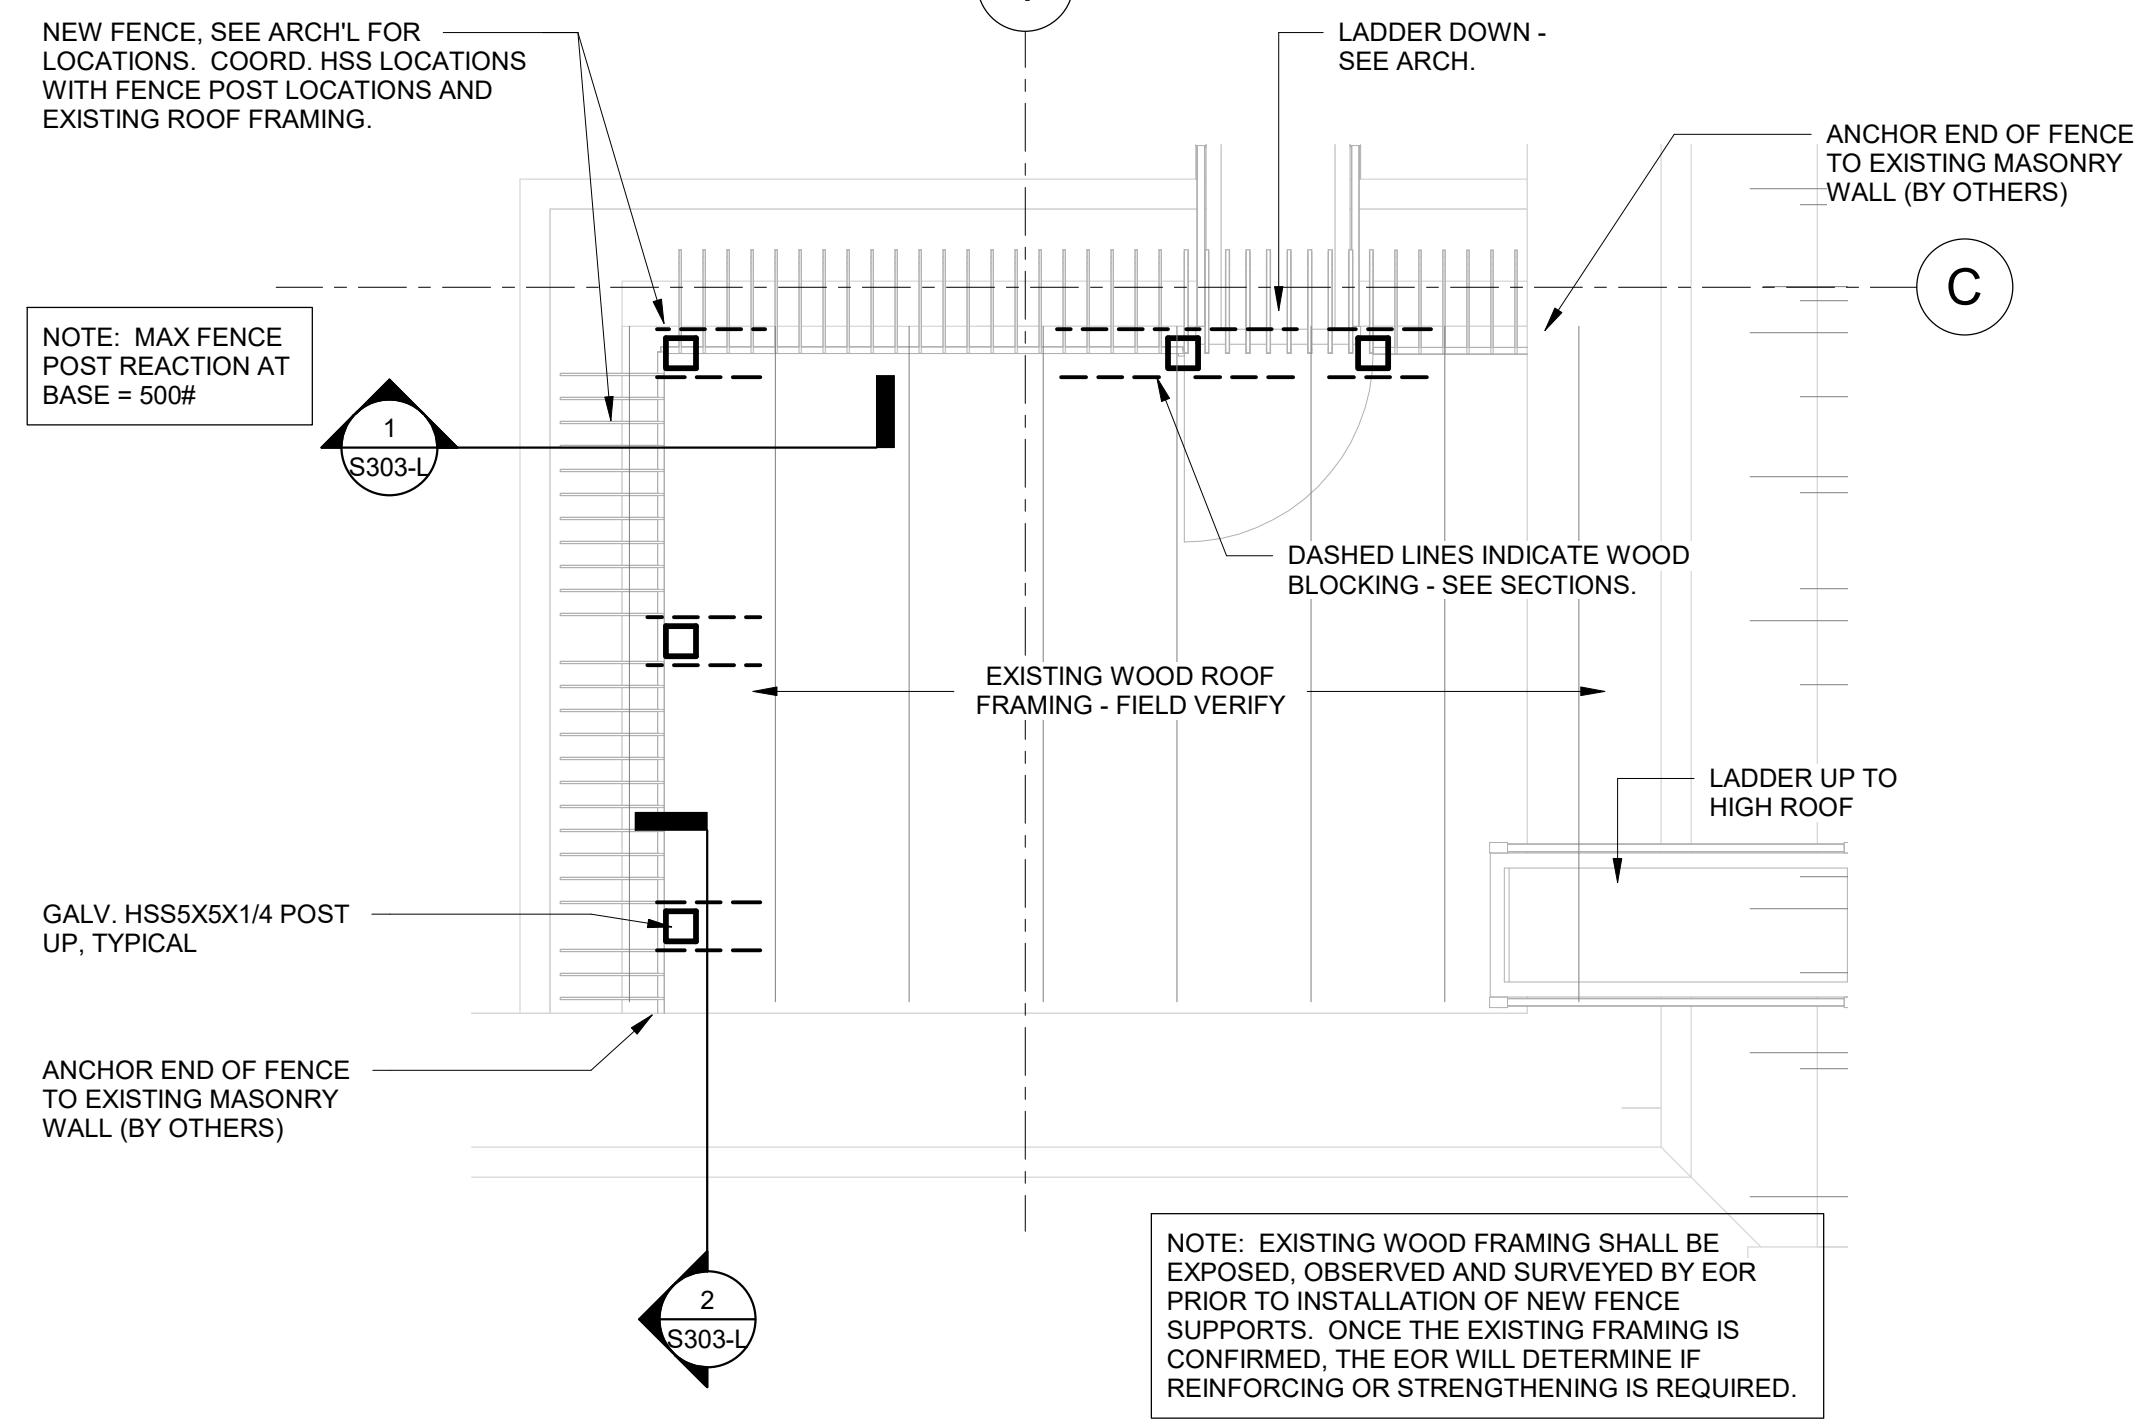 NEW FENCE, SEE ARCH'L FOR
LOCATIONS. COORD. HSS LOCATIONS
WITH FENCE POST LOCATIONS AND
EXISTING ROOF FRAMING.
LADDER DOWN -
SEE ARCH.
ANCHOR END OF FENCE
TO EXISTING MASONRY
WALL (BY OTHERS)
C
NOTE: MAX FENCE
POST REACTION AT
BASE = 500#
1
S303-L
DASHED LINES INDICATE WOOD
BLOCKING - SEE SECTIONS.
EXISTING WOOD ROOF
FRAMING - FIELD VERIFY
LADDER UP TO
HIGH ROOF
GALV. HSS5X5X1/4 POST
UP, TYPICAL
ANCHOR END OF FENCE
TO EXISTING MASONRY
WALL (BY OTHERS)
2
S303-L
NOTE: EXISTING WOOD FRAMING SHALL BE
EXPOSED, OBSERVED AND SURVEYED BY EOR
PRIOR TO INSTALLATION OF NEW FENCE
SUPPORTS. ONCE THE EXISTING FRAMING IS
CONFIRMED, THE EOR WILL DETERMINE IF
REINFORCING OR STRENGTHENING IS REQUIRED.